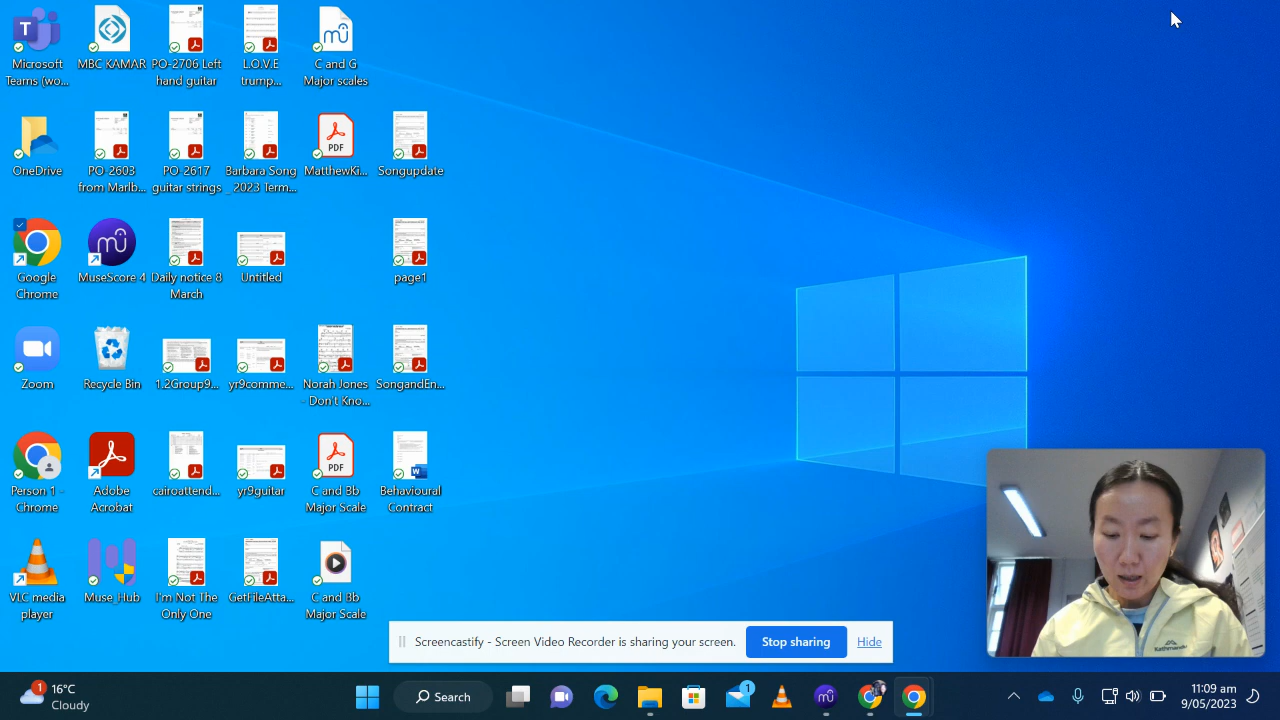 Microsoft
Teams (wo...
MBC KAMAR
PO-2706 Left
hand guitar
L.O.V.E
trump...
C and G
Major scales
OneDrive
PO-2603
from Marlb...
PO-2617
guitar strings
Barbara Song
_ 2023 Term...
PDF
MatthewKi...
Songupdate
Google
Chrome
MuseScore 4
Daily notice 8
March
Untitled
page1
Zoom
Recycle Bin
1.2Group9...
yr9comme...
Norah Jones
- Don't Kno...
SongandEn...
Person 1 -
Chrome
Adobe
Acrobat
cairoattend...
yr9guitar
PDF
C and Bb
Major Scale
Behavioural
Contract
VLC media
player
Muse_Hub
I'm Not The
Only One
GetFileAtta...
C and Bb
Major Scale
Screencastify - Screen Video Recorder is sharing your screen.
Stop sharing
Hide
Kathmandu
1
16°C
Cloudy
Search
1
11:09 am
9/05/2023